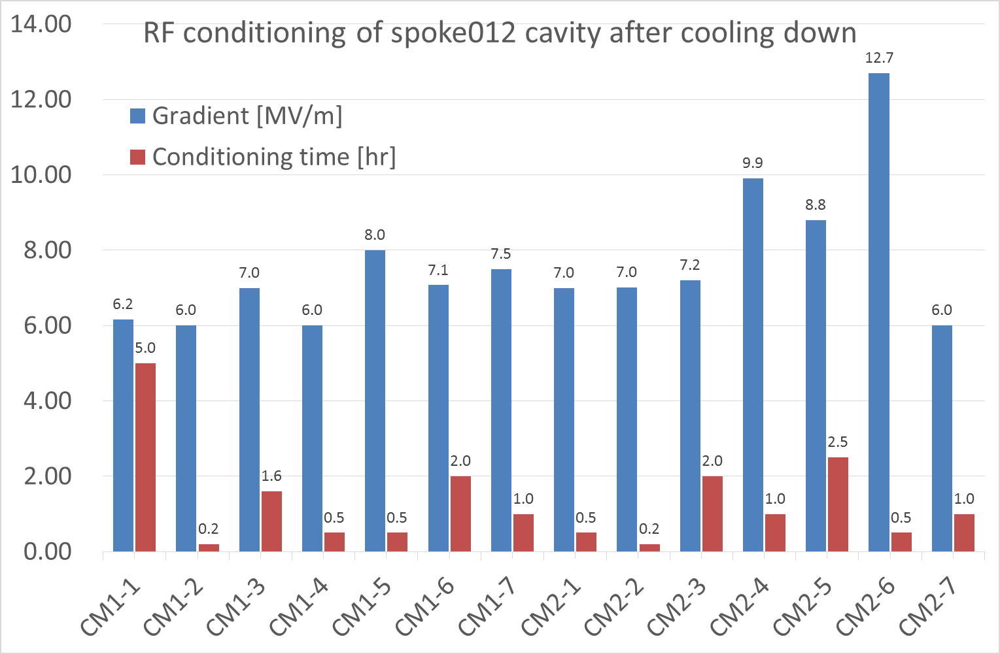 RF conditioning of spoke012 cavity after cooling down
Gradient [MV/m]
Conditioning time [hr]
14.00
12.00
10.00
8.00
6.00
4.00
2.00
0.00
6.2
5.0
6.0
0.2
7.0
1.6
6.0
0.5
8.0
0.5
7.1
2.0
7.5
1.0
7.0
0.5
7.0
0.2
7.2
2.0
9.9
1.0
8.8
2.5
12.7
0.5
6.0
1.0
CM1-1
CM1-2
CM1-3
CM1-4
CM1-5
CM1-6
CM1-7
CM2-1
CM2-2
CM2-3
CM2-4
CM2-5
CM2-6
CM2-7